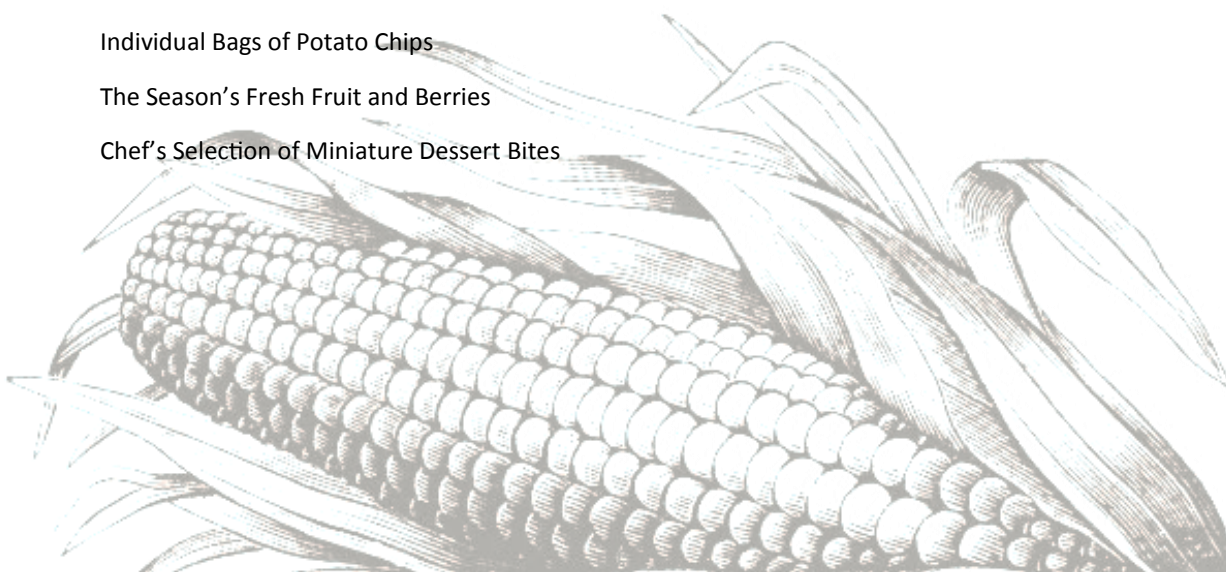 Individual Bags of Potato Chips
The Season’s Fresh Fruit and Berries
Chef’s Selection of Miniature Dessert Bites